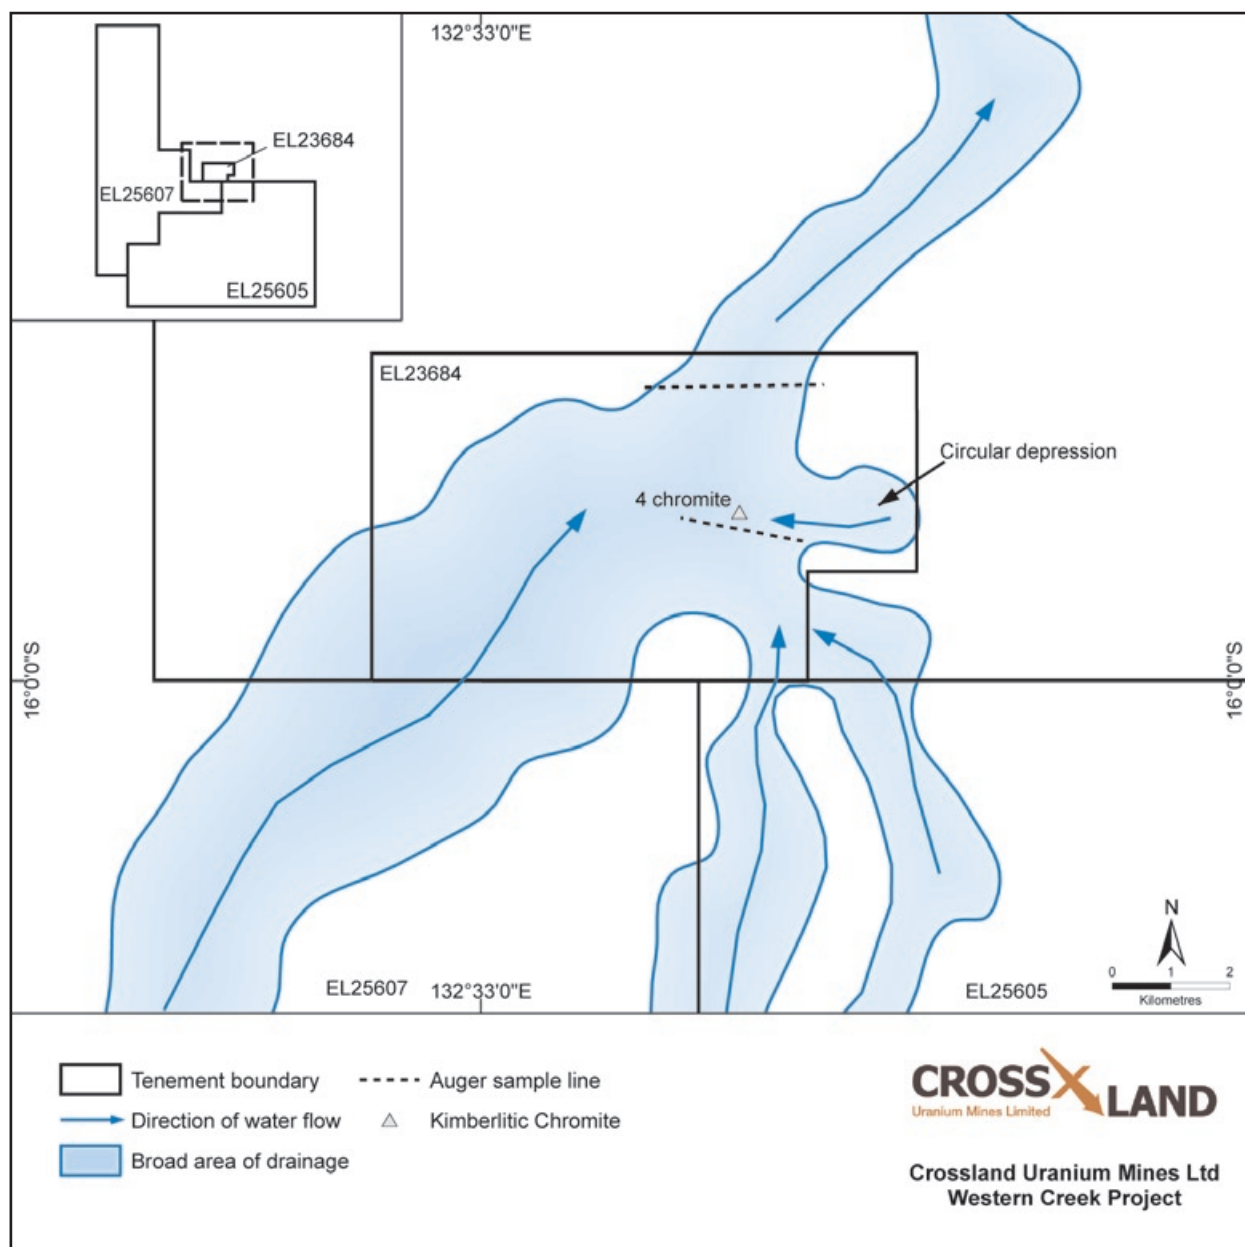 132°33'0"E
EL23684
EL25607
EL25605
EL23684
Circular depression
4 chromite
16°0'0"S
16°0'0"S
N
0 1 2
Kilometres
EL25607
132°33'0"E
EL25605
Tenement boundary
Auger sample line
Direction of water flow
Kimberlitic Chromite
Broad area of drainage
CROSS X LAND
Uranium Mines Limited
Crossland Uranium Mines Ltd
Western Creek Project